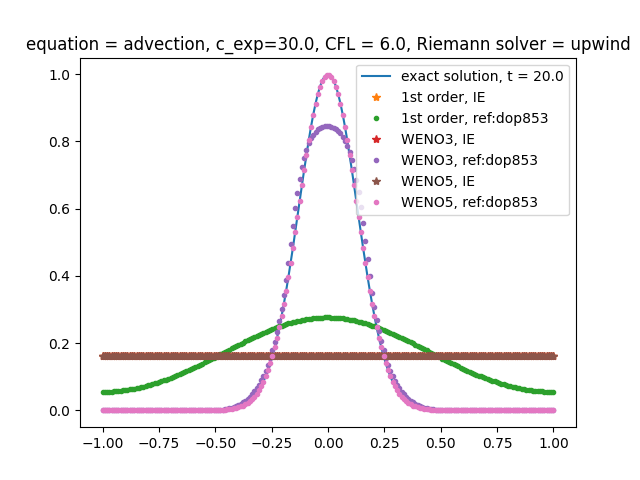 equation = advection, c_exp=30.0, CFL = 6.0, Riemann solver = upwind
1.0
0.8
0.6
0.4
0.2
0.0
exact solution, t = 20.0
1st order, IE
1st order, ref:dop853
WENO3, IE
WENO3, ref:dop853
WENO5, IE
WENO5, ref:dop853
−1.00 −0.75 −0.50 −0.25 0.00 0.25 0.50 0.75 1.00